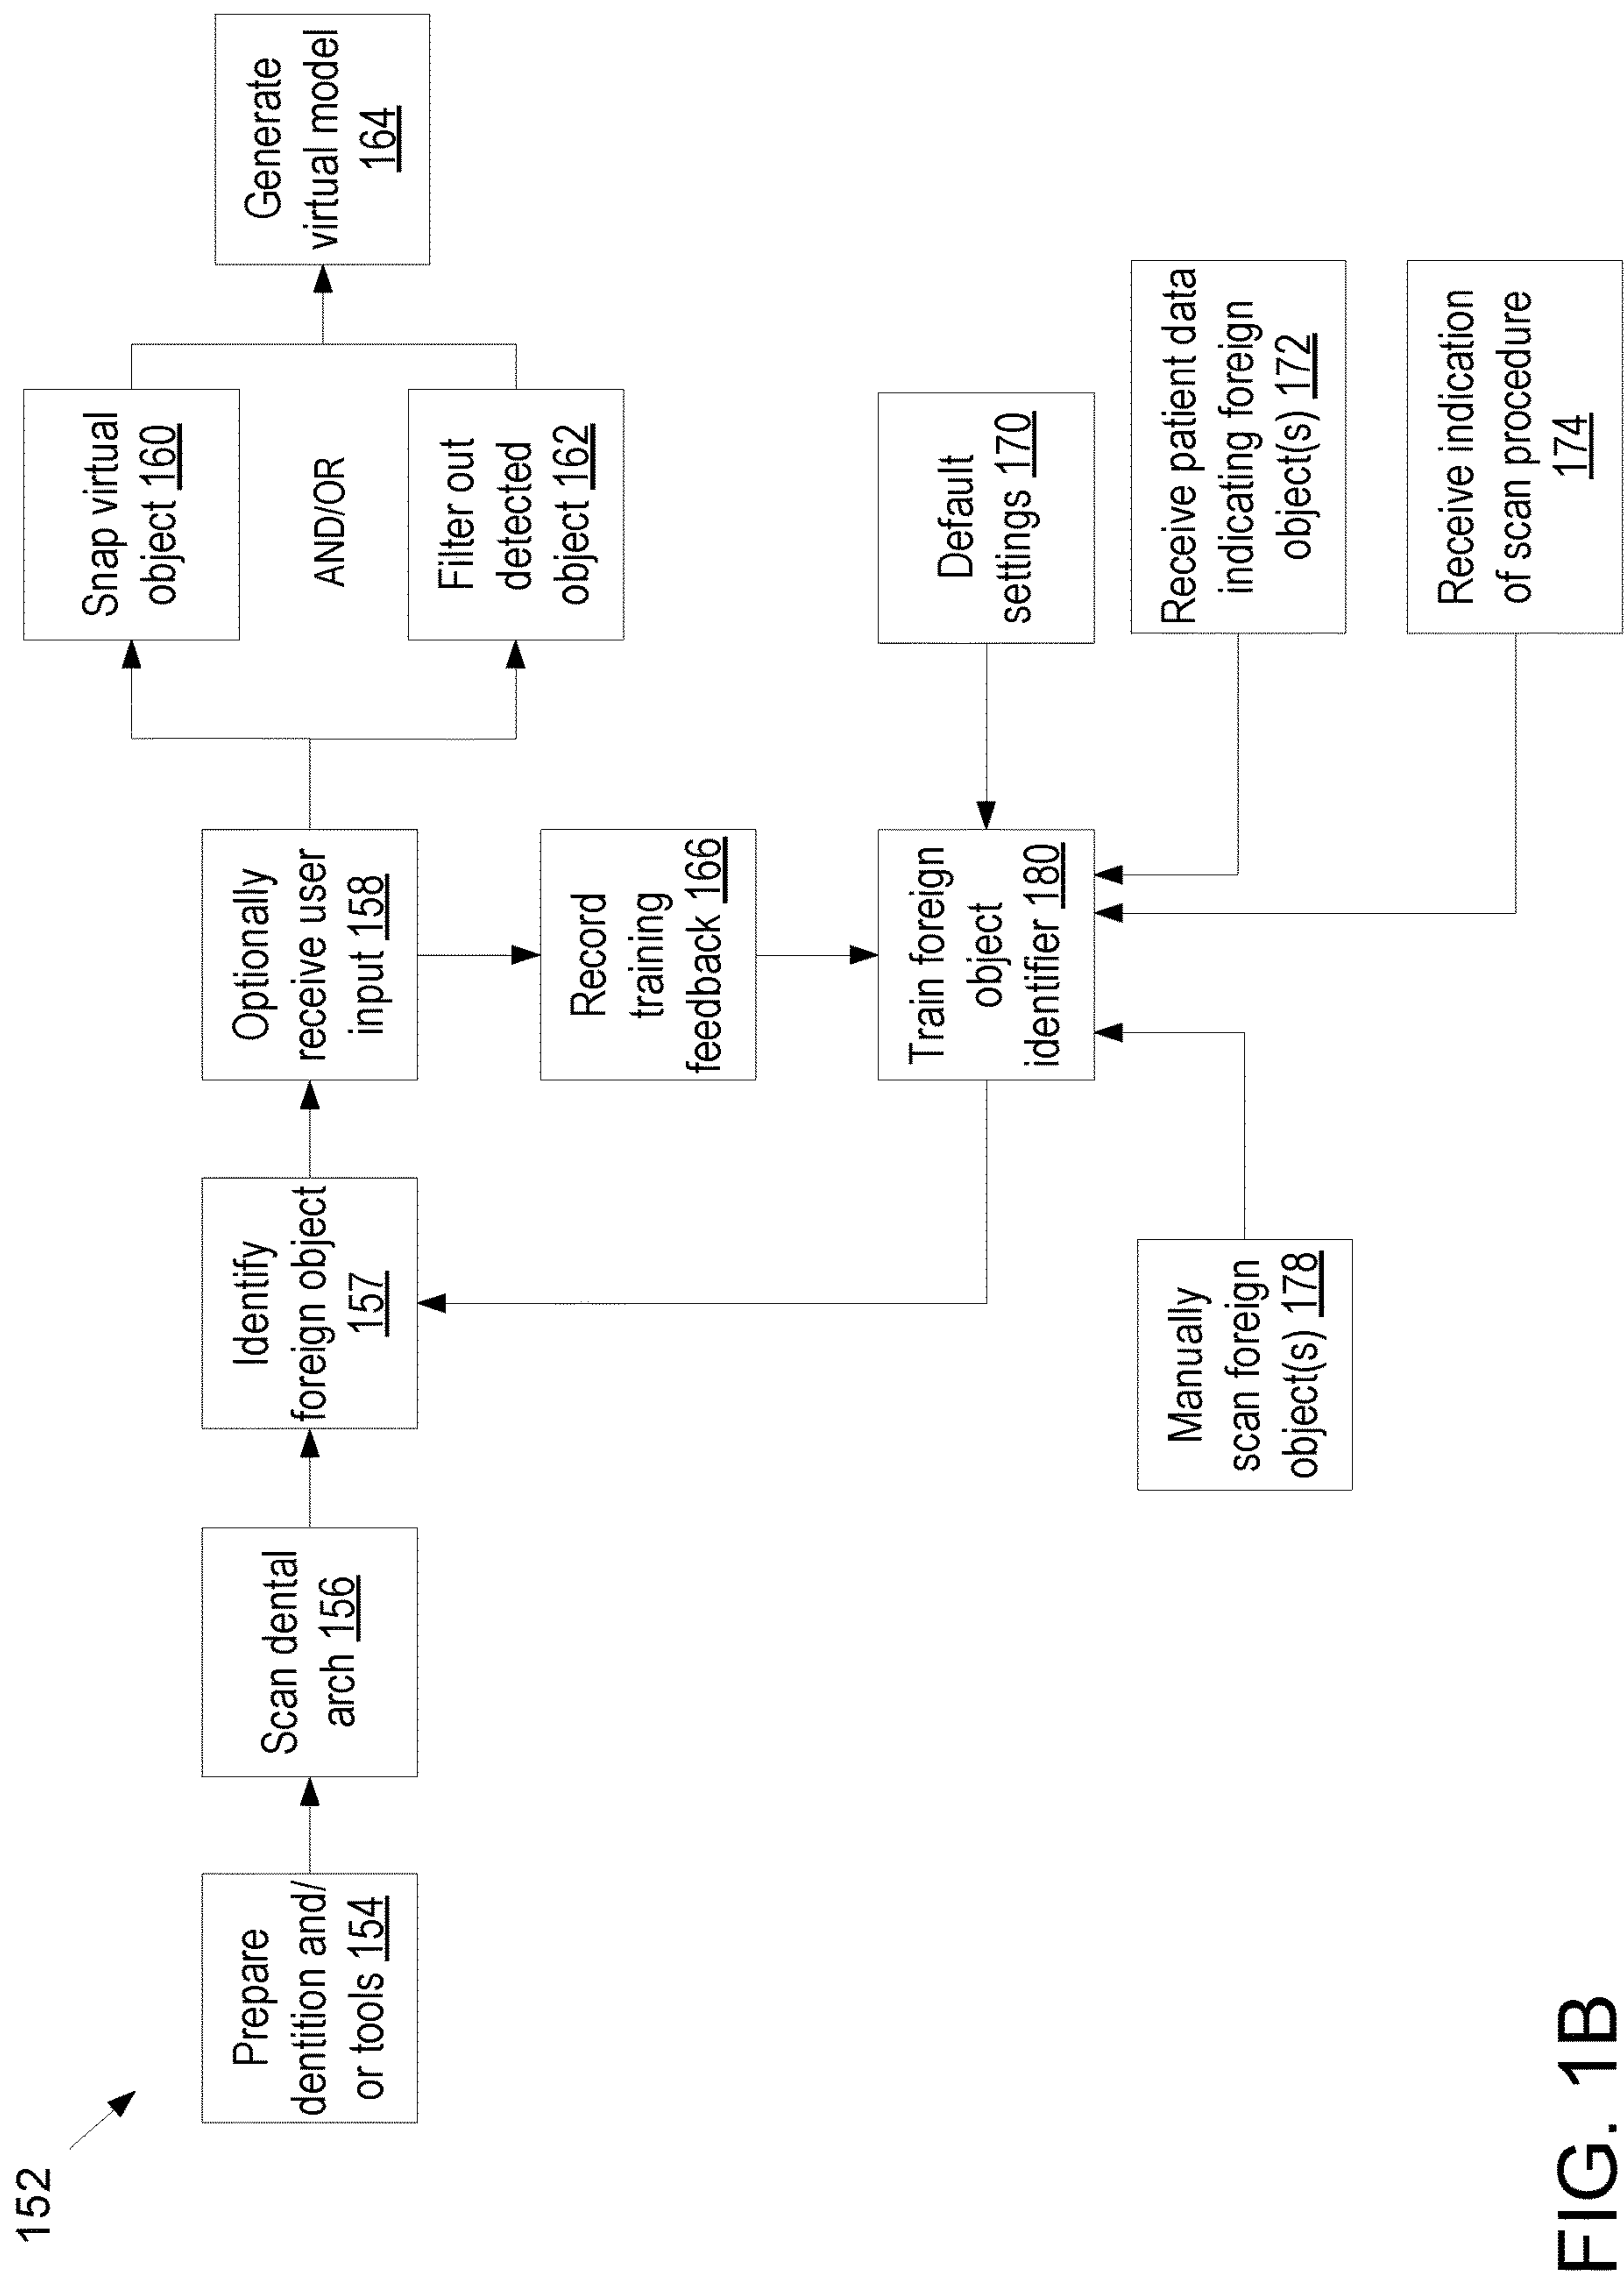 152
Prepare
dentition and/
or tools 154
Scan dental
arch 156
Identify
foreign object
157
Optionally
receive user
input 158
Snap virtual
object 160
AND/OR
Filter out
detected
object 162
Generate
virtual model
164
Record
training
feedback 166
Train foreign
object
identifier 180
Default
settings 170
Receive patient data
indicating foreign
object(s) 172
Receive indication
of scan procedure
174
Manually
scan foreign
object(s) 178
FIG. 1B